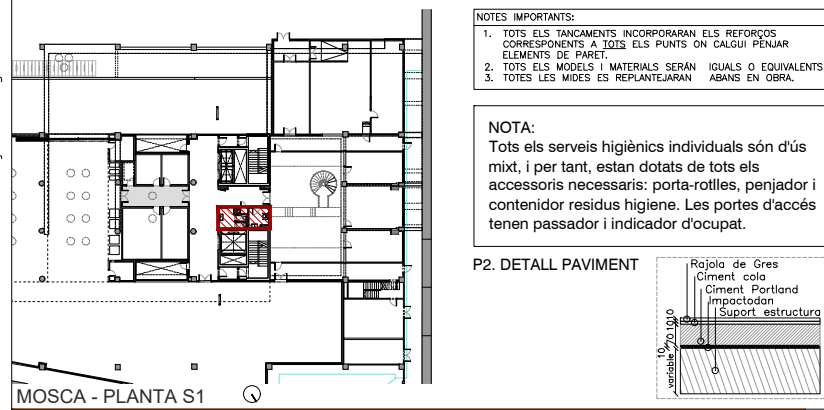 NOTES IMPORTANTS:
1. TOTS ELS TANCAMENTS INCORPORARAN ELS REFORÇOS
CORRESPONENTS A TOTS ELS PUNTS ON CALGUI PENJAR
ELEMENTS DE PARET.
2. TOTS ELS MODELS I MATERIALS SERÁN IGUALS O EQUIVALENTS
3. TOTES LES MIDES ES REPLANTEJARAN ABANS EN OBRA.
NOTA:
Tots els serveis higiènics individuals són d'ús
mixt, i per tant, estan dotats de tots els
accessoris necessaris: porta-rotlles, penjador i
contenidor residus higiene. Les portes d'accés
tenen passador i indicador d'ocupat.
P2. DETALL PAVIMENT
Rajola de Gres
Ciment cola
Ciment Portland
Impactodan
Suport estructura
10
10
70
10
variable
MOSCA - PLANTA S1